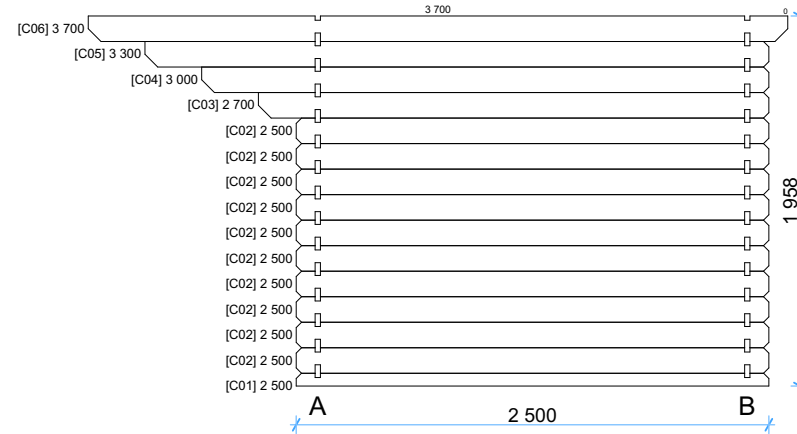 3 700
0
[C06] 3 700
[C05] 3 300
[C04] 3 000
[C03] 2 700
[C02] 2 500
[C02] 2 500
[C02] 2 500
[C02] 2 500
[C02] 2 500
[C02] 2 500
[C02] 2 500
[C02] 2 500
[C02] 2 500
[C02] 2 500
[C01] 2 500
1 958
A
B
2 500